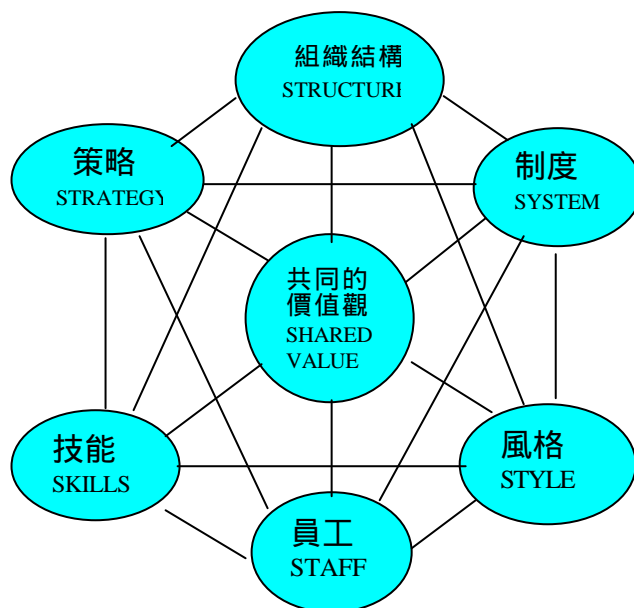 組織結構
STRUCTURE
策略
STRATEGY
制度
SYSTEM
共同的
價值觀
SHARED
VALUE
技能
SKILLS
風格
STYLE
員工
STAFF